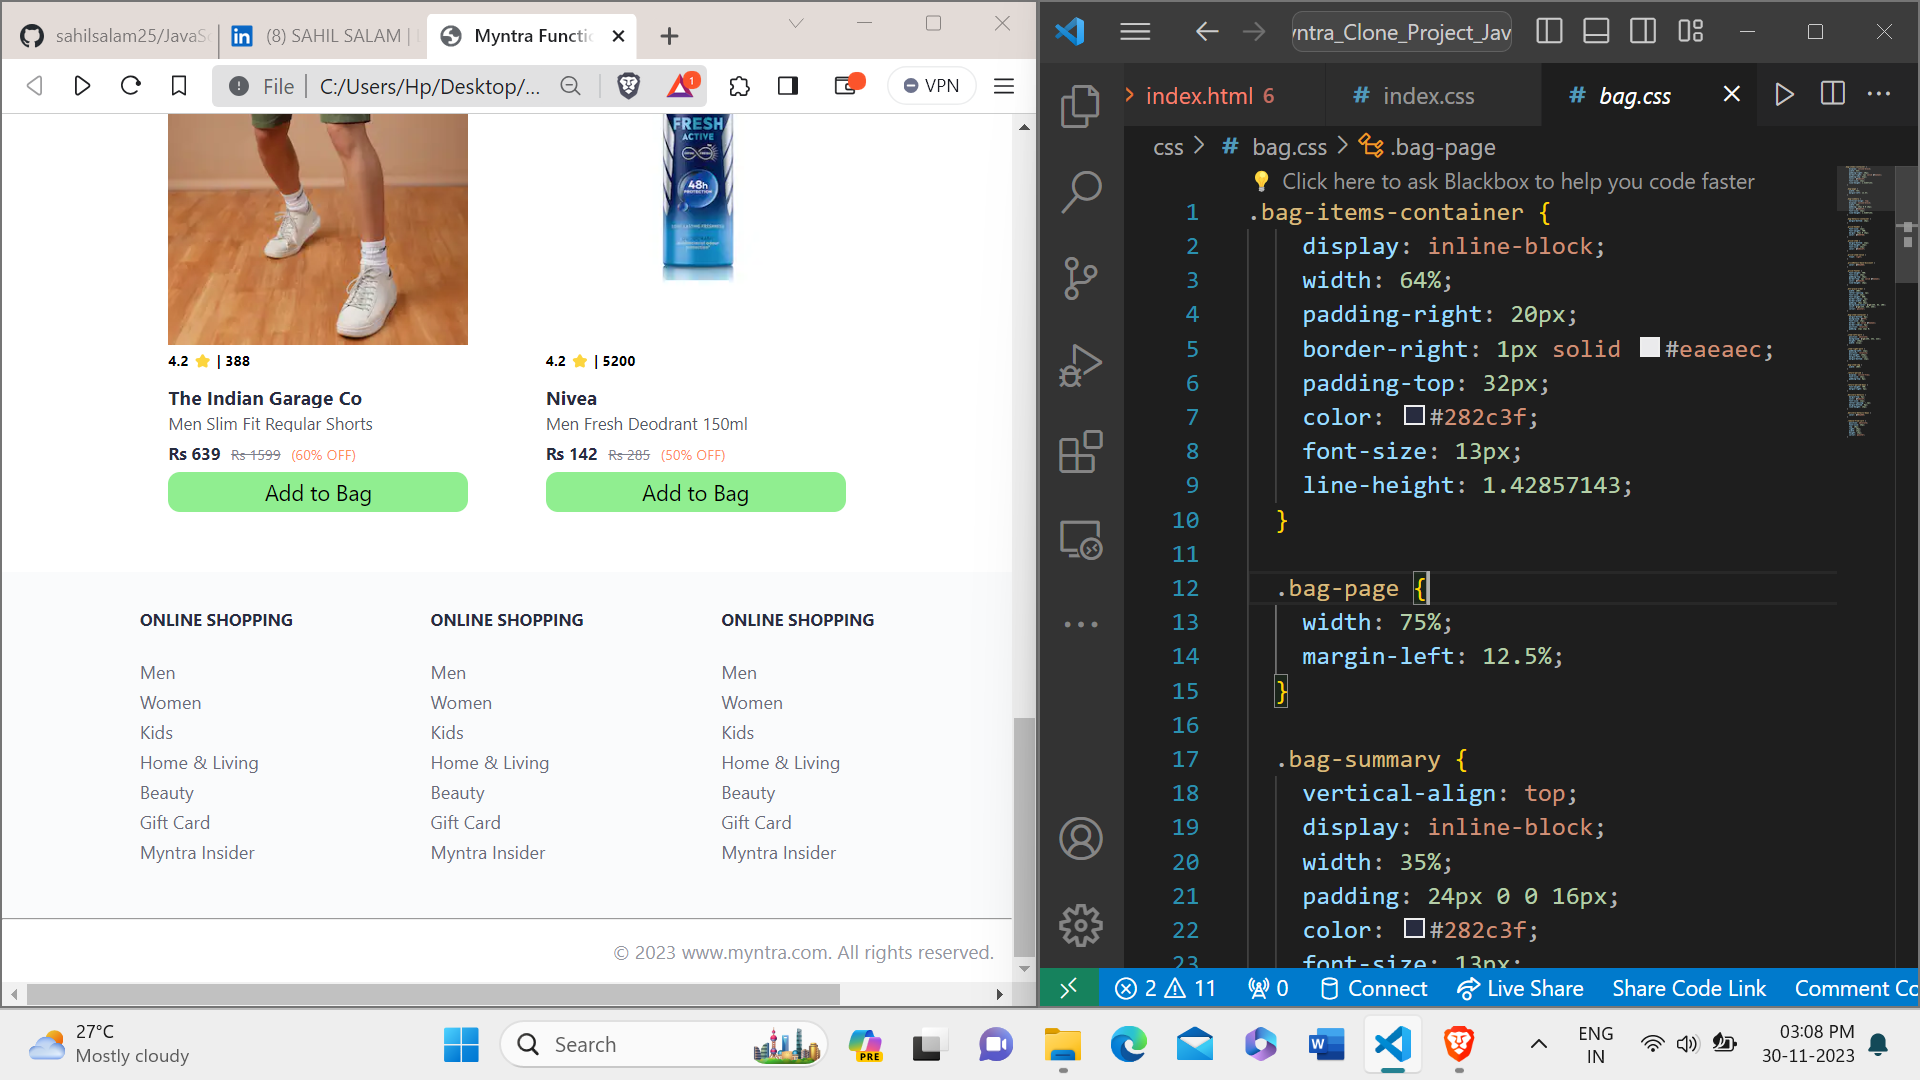 sahilsalam25/JavaSc
(8) SAHIL SALAM |
Myntra Functio
File
C:/Users/Hp/Desktop/...
1
VPN
FRESH
ACTIVE
48h
4.2 | 388
The Indian Garage Co
Men Slim Fit Regular Shorts
Rs 639 Rs 1599 (60% OFF)
Add to Bag
4.2 | 5200
Nivea
Men Fresh Deodrant 150ml
Rs 142 Rs 285 (50% OFF)
Add to Bag
ONLINE SHOPPING
Men
Women
Kids
Home & Living
Beauty
Gift Card
Myntra Insider
ONLINE SHOPPING
Men
Women
Kids
Home & Living
Beauty
Gift Card
Myntra Insider
ONLINE SHOPPING
Men
Women
Kids
Home & Living
Beauty
Gift Card
Myntra Insider
© 2023 www.myntra.com. All rights reserved.
yntra_Clone_Project_Jav
index.html 6
# index.css
# bag.css
css > # bag.css > .bag-page
Click here to ask Blackbox to help you code faster
1 .bag-items-container {
2 display: inline-block;
3 width: 64%;
4 padding-right: 20px;
5 border-right: 1px solid #eaeaec;
6 padding-top: 32px;
7 color: #282c3f;
8 font-size: 13px;
9 line-height: 1.42857143;
10 }
11
12 .bag-page {
13 width: 75%;
14 margin-left: 12.5%;
15 }
16
17 .bag-summary {
18 vertical-align: top;
19 display: inline-block;
20 width: 35%;
21 padding: 24px 0 0 16px;
22 color: #282c3f;
23 font-size: 13px;
2 11 0 Connect Live Share Share Code Link Comment Co
27°C
Mostly cloudy
Search
PRE
ENG
IN
03:08 PM
30-11-2023